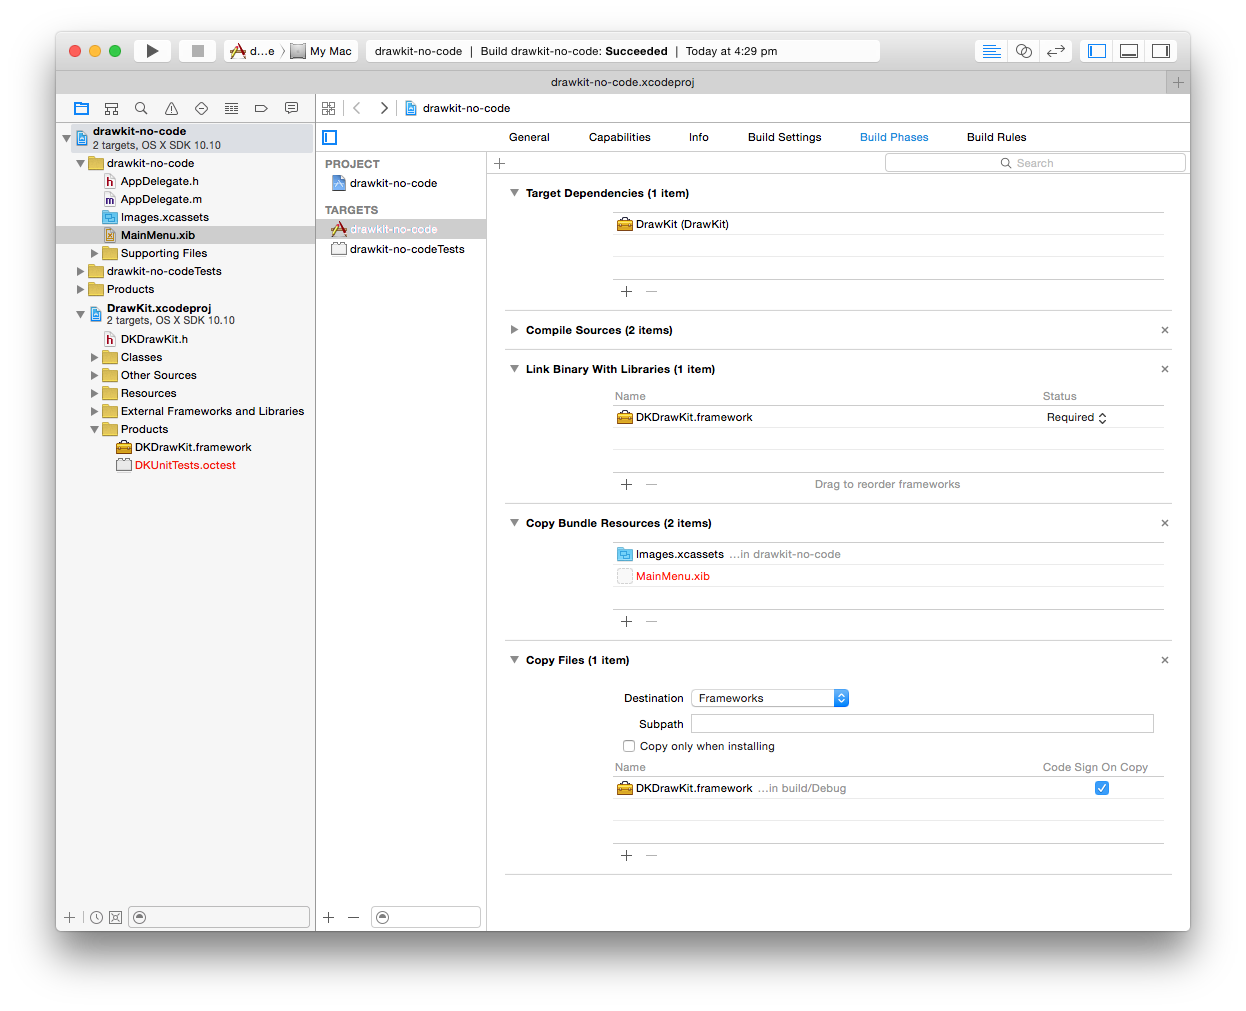 d...e
My Mac
drawkit-no-code | Build drawkit-no-code: Succeeded | Today at 4:29 pm
drawkit-no-code.xcodeproj
drawkit-no-code
2 targets, OS X SDK 10.10
drawkit-no-code
AppDelegate.h
AppDelegate.m
Images.xcassets
MainMenu.xib
Supporting Files
drawkit-no-codeTests
Products
DrawKit.xcodeproj
2 targets, OS X SDK 10.10
DKDrawKit.h
Classes
Other Sources
Resources
External Frameworks and Libraries
Products
DKDrawKit.framework
DKUnitTests.octest
drawkit-no-code
General Capabilities Info Build Settings Build Phases Build Rules
PROJECT
drawkit-no-code
TARGETS
drawkit-no-code
drawkit-no-codeTests
Search
Target Dependencies (1 item)
DrawKit (DrawKit)
Compile Sources (2 items)
Link Binary With Libraries (1 item)
Name Status
DKDrawKit.framework Required
Drag to reorder frameworks
Copy Bundle Resources (2 items)
Images.xcassets ...in drawkit-no-code
MainMenu.xib
Copy Files (1 item)
Destination Frameworks
Subpath
Copy only when installing
Name Code Sign On Copy
DKDrawKit.framework ...in build/Debug